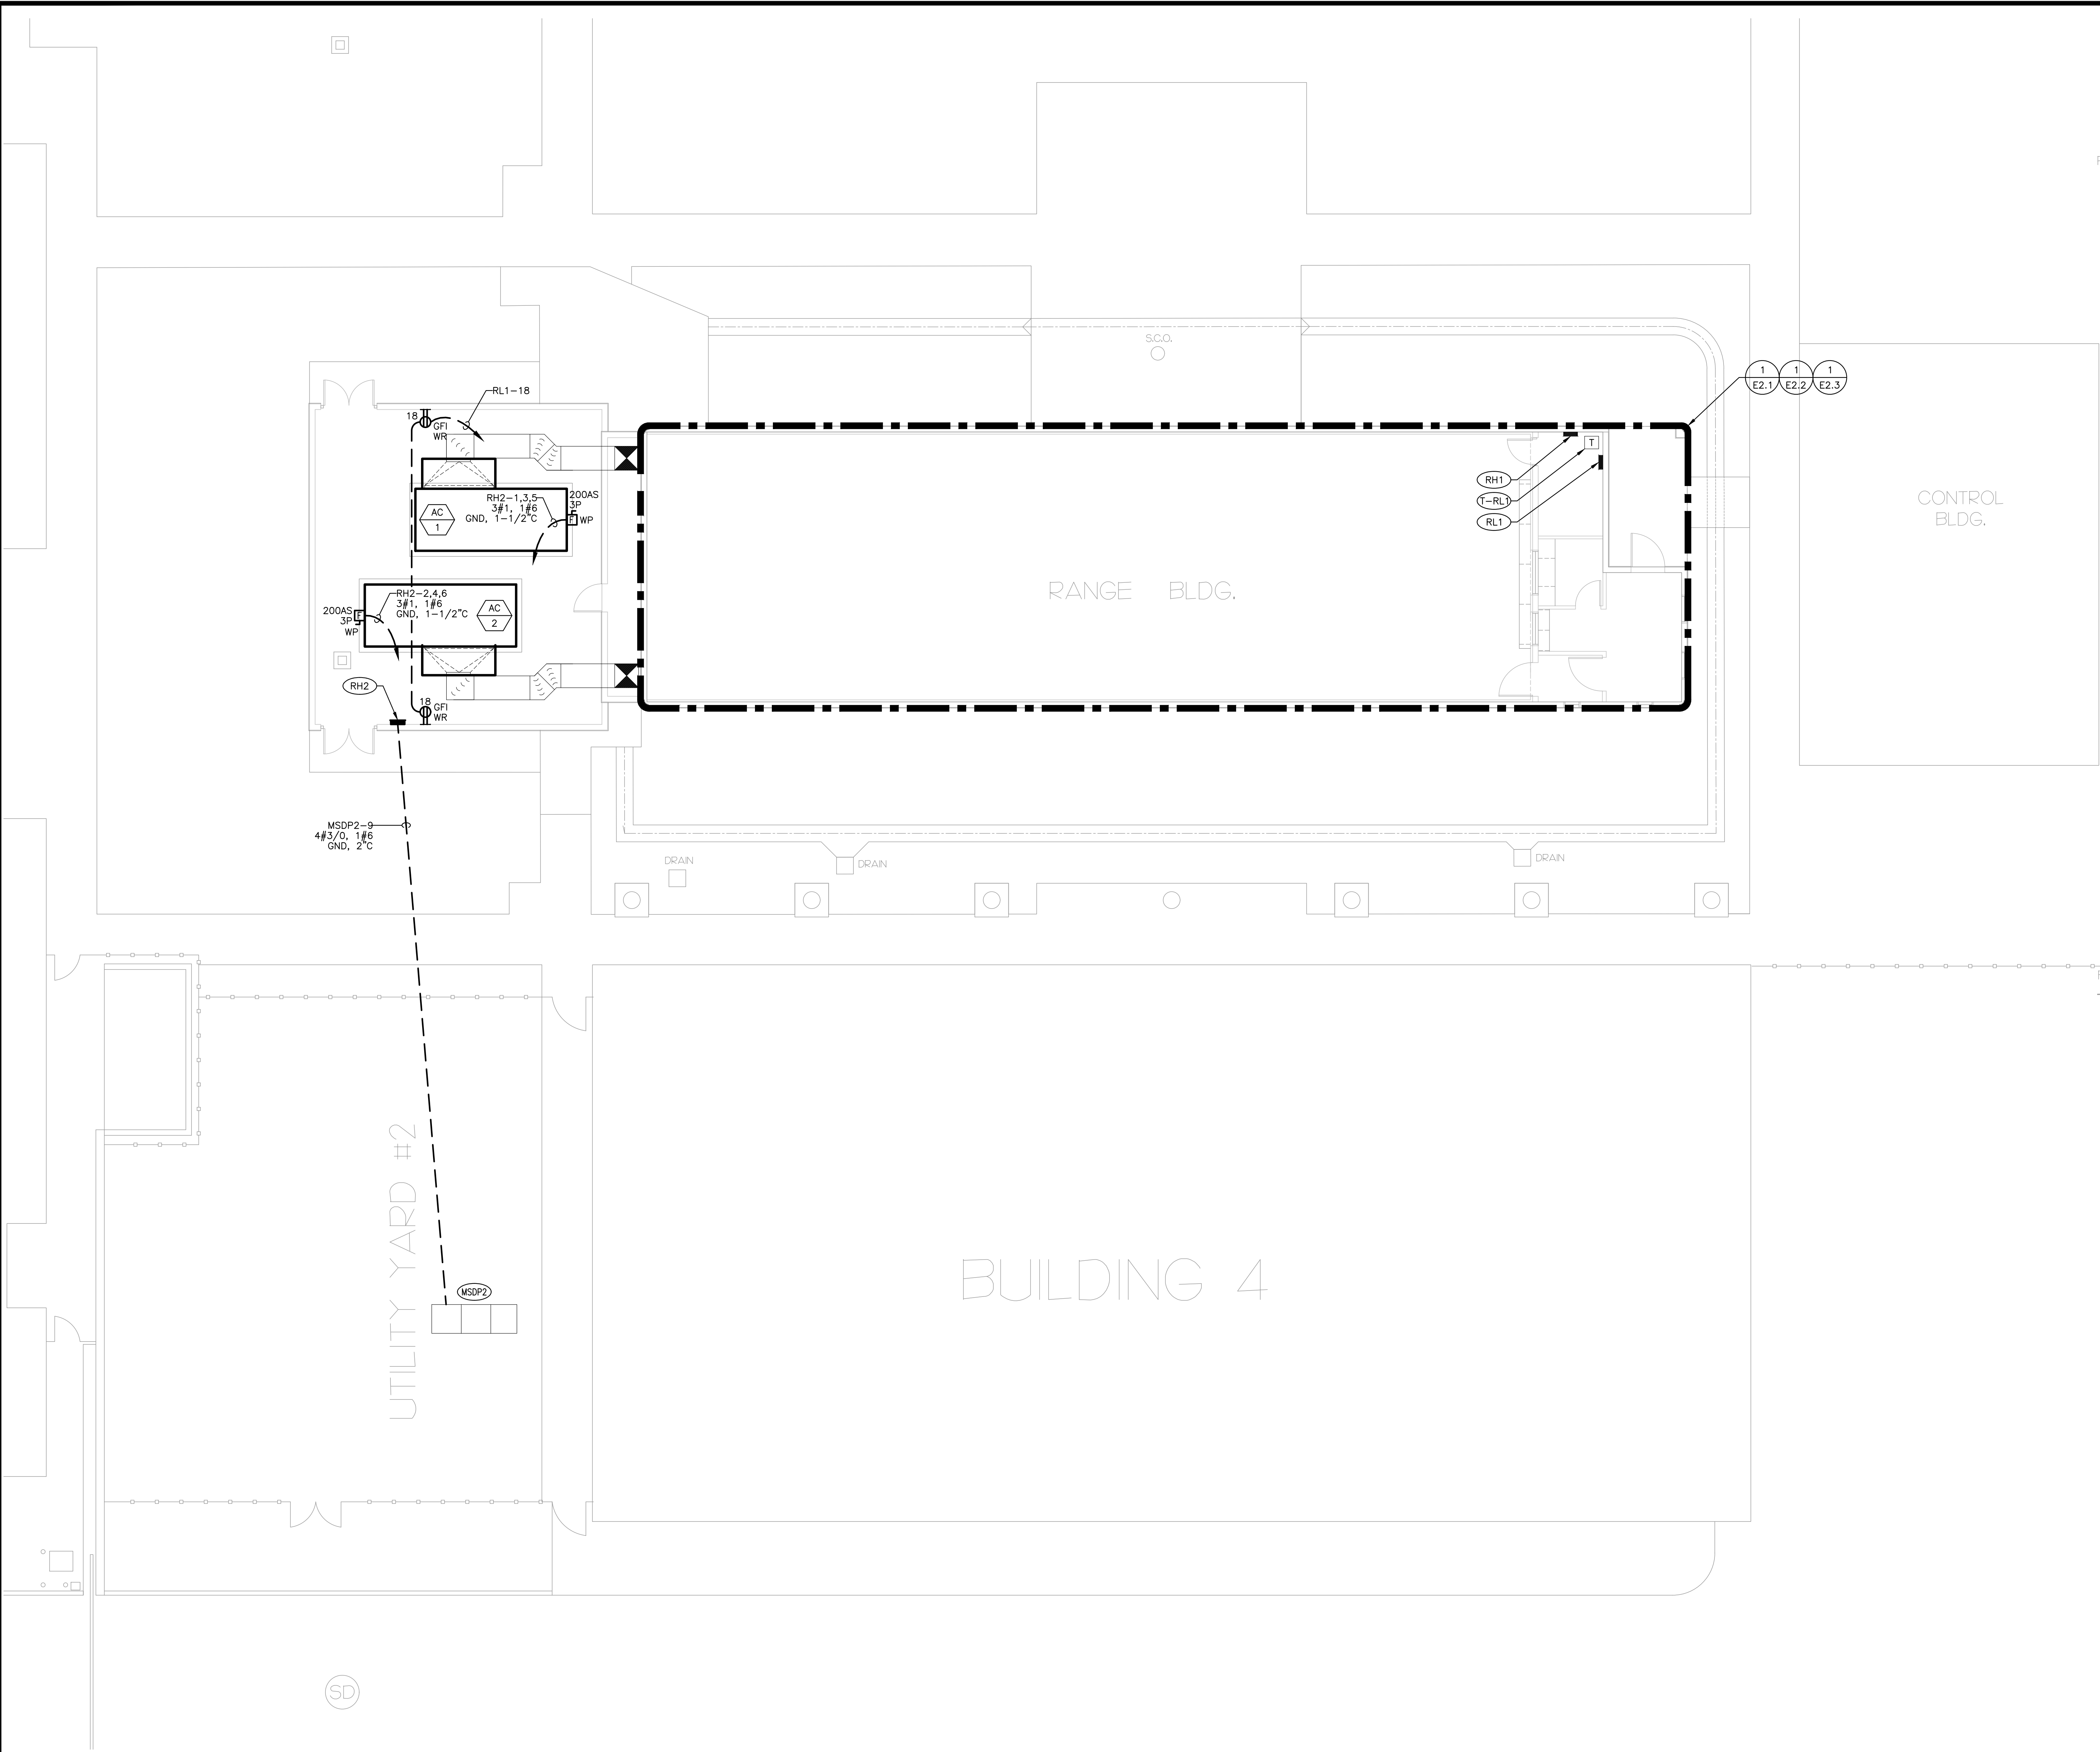 S.C.O.
1
E2.1
1
E2.2
1
E2.3
RL1-18
18
GFI
WR
RH2-1,3,5
3#1, 1#6
GND, 1-1/2"C
200AS
3P
F
WP
AC
1
RH2-2,4,6
3#1, 1#6
GND, 1-1/2"C
200AS
3P
F
WP
AC
2
RH2
18
GFI
WR
T
RH1
T-RL1
RL1
CONTROL
BLDG.
RANGE BLDG.
MSDP2-9
4#3/0, 1#6
GND, 2"C
DRAIN
DRAIN
DRAIN
UTILITY YARD #2
MSDP2
BUILDING 4
SD